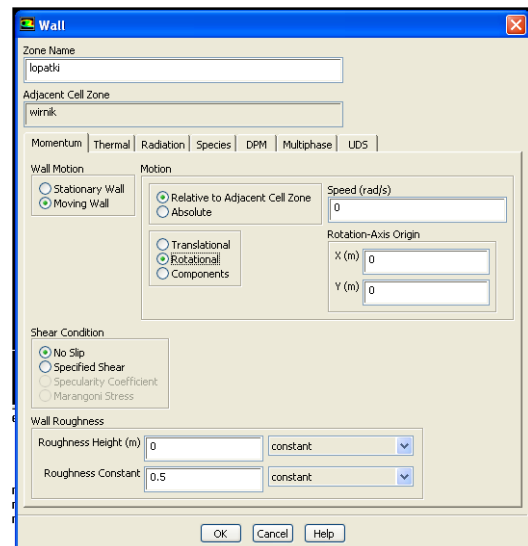 Wall
Zone Name
lopatki
Adjacent Cell Zone
wirnik
Momentum Thermal Radiation Species DPM Multiphase UDS
Wall Motion
Stationary Wall
Moving Wall
Motion
Relative to Adjacent Cell Zone
Absolute
Speed (rad/s)
0
Translational
Rotational
Components
Rotation-Axis Origin
X (m) 0
Y (m) 0
Shear Condition
No Slip
Specified Shear
Specularity Coefficient
Marangoni Stress
Wall Roughness
Roughness Height (m) 0 constant
Roughness Constant 0.5 constant
OK Cancel Help